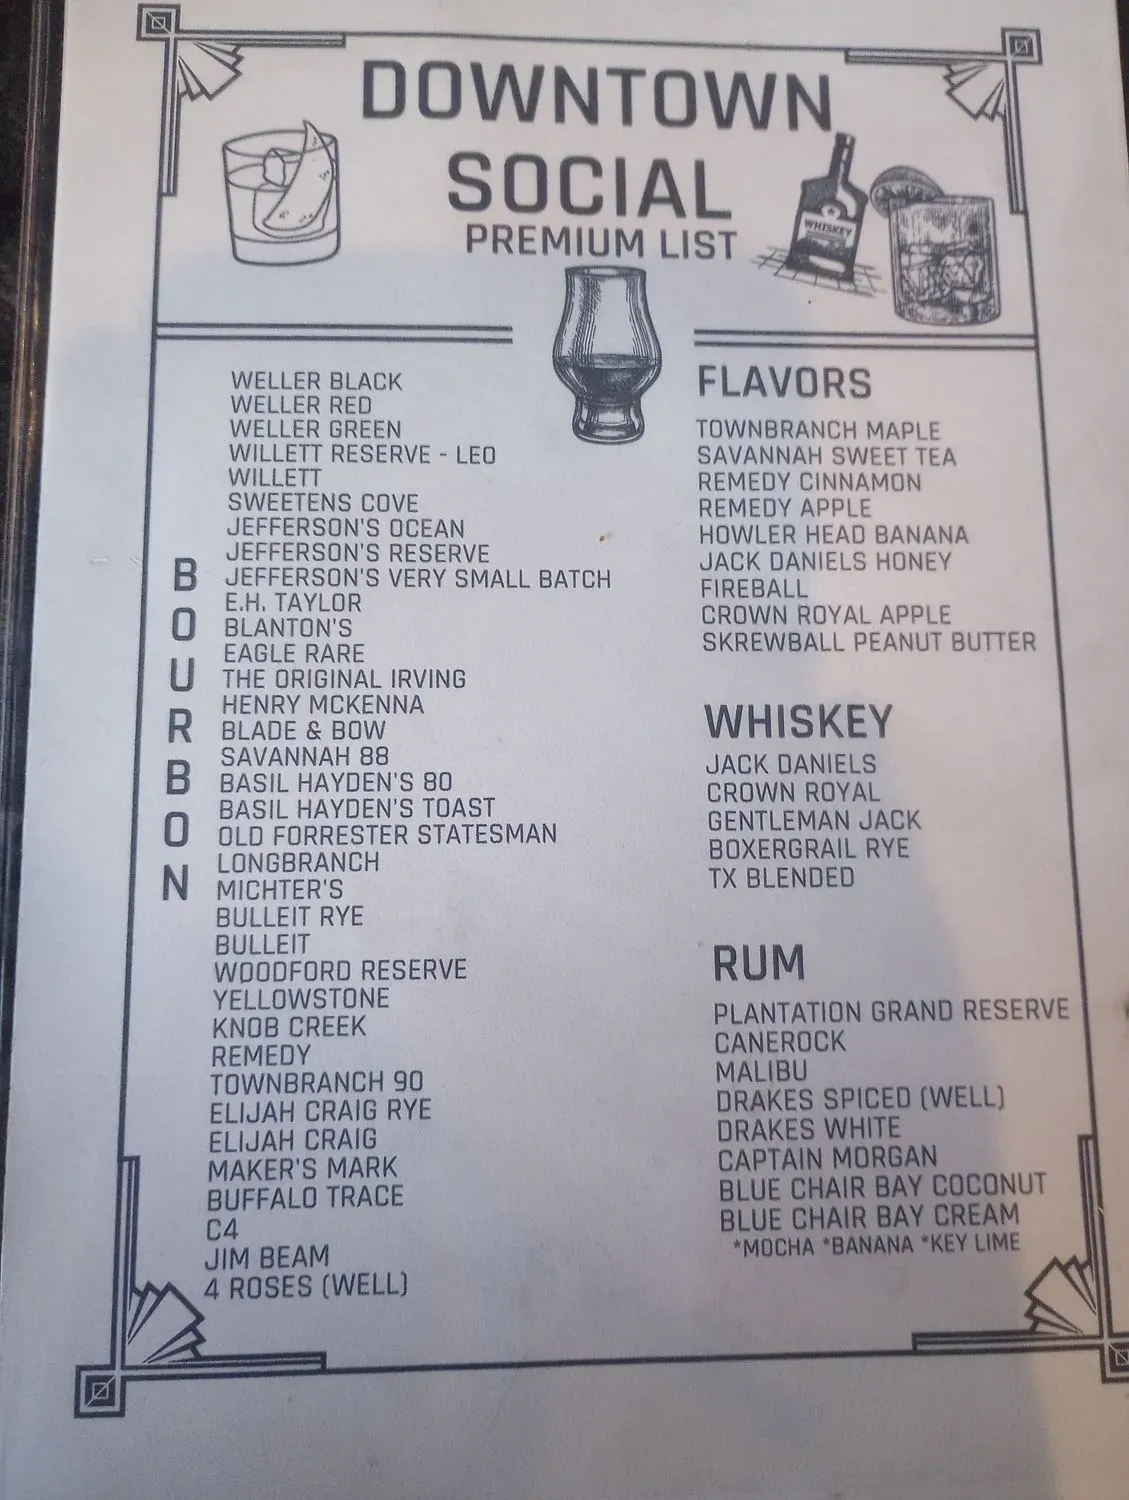 DOWNTOWN
SOCIAL
PREMIUM LIST
WHISKEY
BOURBON
WELLER BLACK
WELLER RED
WELLER GREEN
WILLETT RESERVE - LEO
WILLETT
SWEETENS COVE
JEFFERSON'S OCEAN
JEFFERSON'S RESERVE
JEFFERSON'S VERY SMALL BATCH
E.H. TAYLOR
BLANTON'S
EAGLE RARE
THE ORIGINAL IRVING
HENRY MCKENNA
BLADE & BOW
SAVANNAH 88
BASIL HAYDEN'S 80
BASIL HAYDEN'S TOAST
OLD FORRESTER STATESMAN
LONGBRANCH
MICHTER'S
BULLEIT RYE
BULLEIT
WOODFORD RESERVE
YELLOWSTONE
KNOB CREEK
REMEDY
TOWNBRANCH 90
ELIJAH CRAIG RYE
ELIJAH CRAIG
MAKER'S MARK
BUFFALO TRACE
C4
JIM BEAM
4 ROSES (WELL)
FLAVORS
TOWNBRANCH MAPLE
SAVANNAH SWEET TEA
REMEDY CINNAMON
REMEDY APPLE
HOWLER HEAD BANANA
JACK DANIELS HONEY
FIREBALL
CROWN ROYAL APPLE
SKREWBALL PEANUT BUTTER
WHISKEY
JACK DANIELS
CROWN ROYAL
GENTLEMAN JACK
BOXERGRAIL RYE
TX BLENDED
RUM
PLANTATION GRAND RESERVE
CANEROCK
MALIBU
DRAKES SPICED (WELL)
DRAKES WHITE
CAPTAIN MORGAN
BLUE CHAIR BAY COCONUT
BLUE CHAIR BAY CREAM
*MOCHA *BANANA *KEY LIME